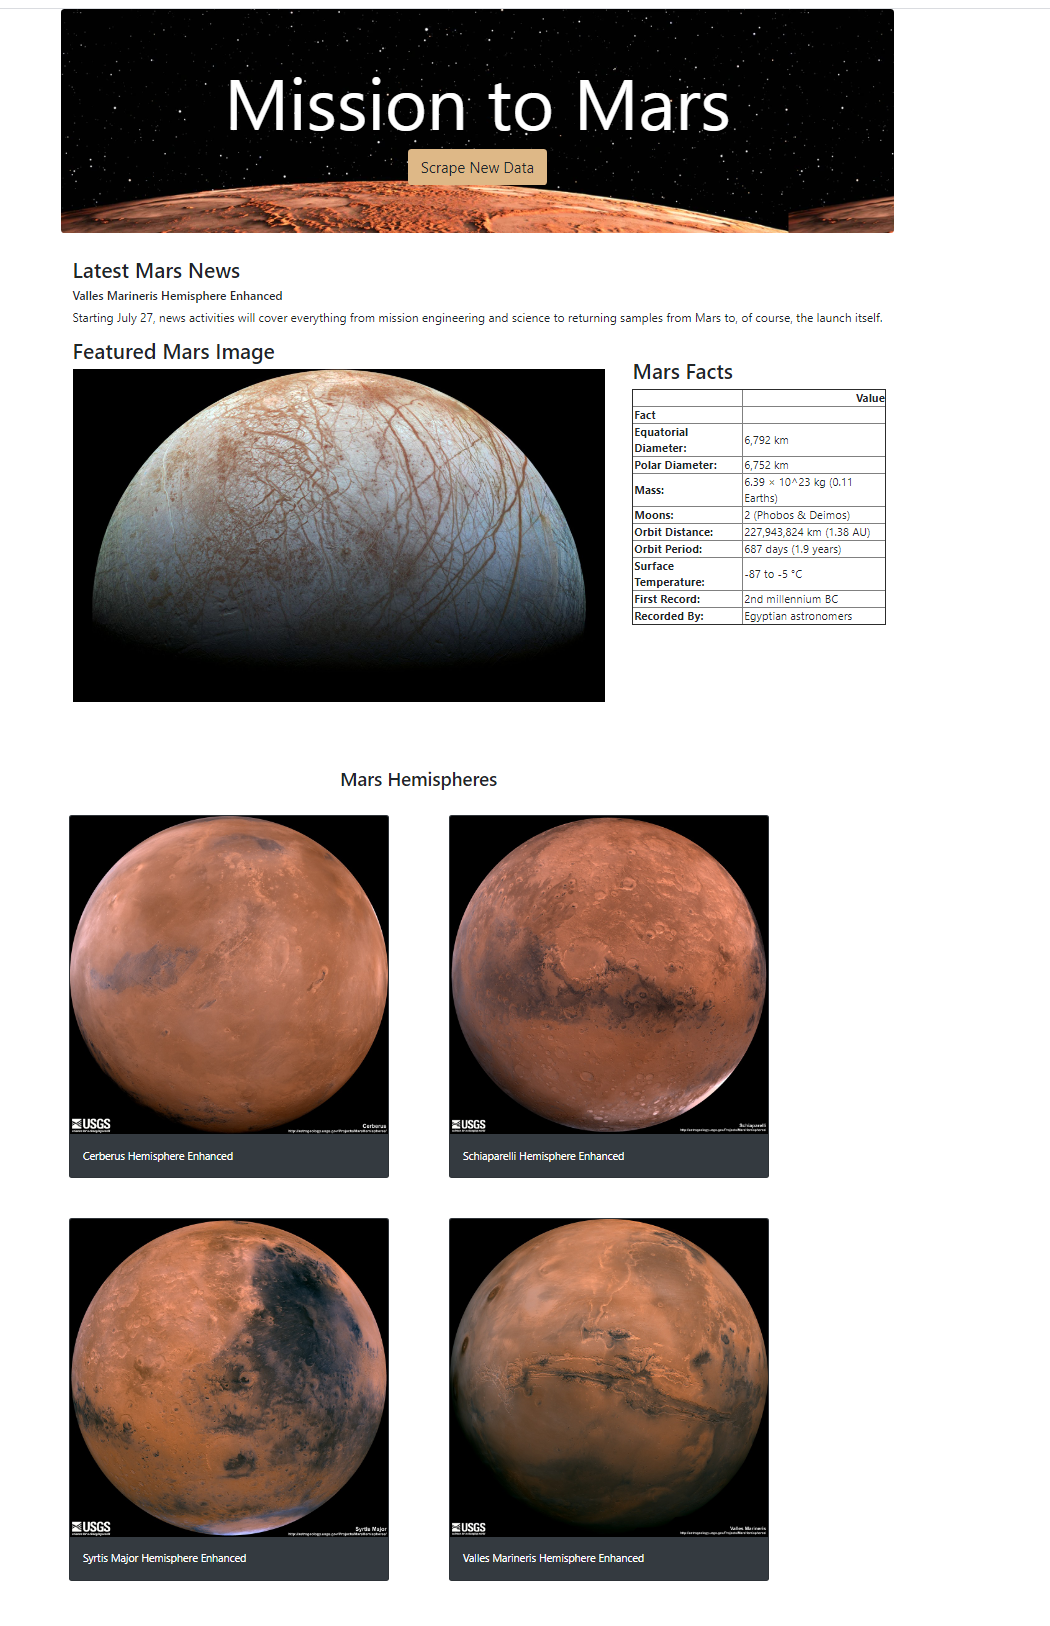 Mission to Mars
Scrape New Data
Latest Mars News
Valles Marineris Hemisphere Enhanced
Starting July 27, news activities will cover everything from mission engineering and science to returning samples from Mars to, of course, the launch itself.
Featured Mars Image
Mars Facts
Value
Fact
Equatorial
Diameter:
6,792 km
Polar Diameter:
6,752 km
Mass:
6.39 × 10^23 kg (0.11
Earths)
Moons:
2 (Phobos & Deimos)
Orbit Distance:
227,943,824 km (1.38 AU)
Orbit Period:
687 days (1.9 years)
Surface
Temperature:
-87 to -5 °C
First Record:
2nd millennium BC
Recorded By:
Egyptian astronomers
Mars Hemispheres
USGS
Cerberus
Cerberus Hemisphere Enhanced
USGS
Schiaparelli
Schiaparelli Hemisphere Enhanced
USGS
Syrtis Major
Syrtis Major Hemisphere Enhanced
USGS
Valles Marineris
Valles Marineris Hemisphere Enhanced